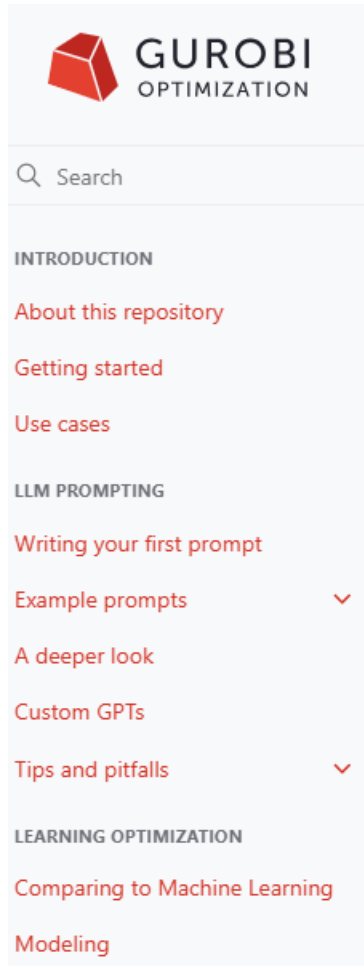 GUROBI
OPTIMIZATION
Search
INTRODUCTION
About this repository
Getting started
Use cases
LLM PROMPTING
Writing your first prompt
Example prompts
A deeper look
Custom GPTs
Tips and pitfalls
LEARNING OPTIMIZATION
Comparing to Machine Learning
Modeling